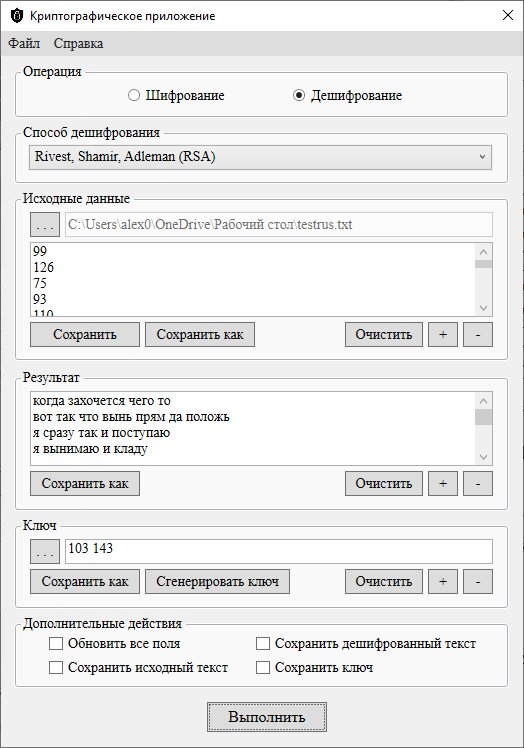 Криптографическое приложение
Файл Справка
Операция
Шифрование Дешифрование
Способ дешифрования
Rivest, Shamir, Adleman (RSA)
Исходные данные
. . . C:\Users\alex0\OneDrive\Рабочий стол\testrus.txt
99
126
75
93
110
Сохранить Сохранить как Очистить + -
Результат
когда захочется чего то
вот так что вынь прям да положь
я сразу так и поступаю
я вынимаю и кладу
Сохранить как Очистить + -
Ключ
. . . 103 143
Сохранить как Сгенерировать ключ Очистить + -
Дополнительные действия
Обновить все поля Сохранить дешифрованный текст
Сохранить исходный текст Сохранить ключ
Выполнить